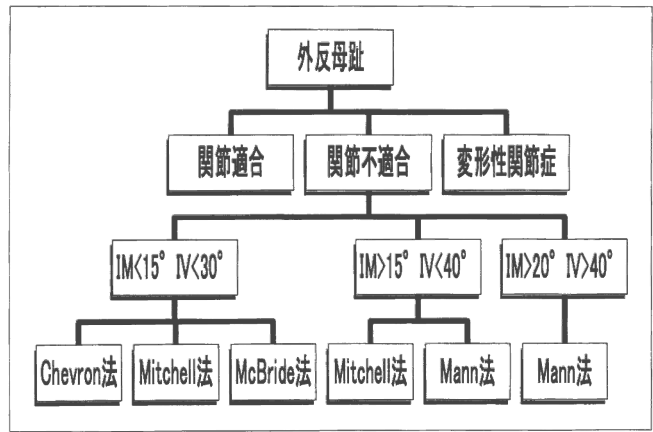 外反母趾
関節適合
関節不適合
変形性関節症
IM<15° IV<30°
IM>15° IV<40°
IM>20° IV>40°
Chevron法
Mitchell法
McBride法
Mitchell法
Mann法
Mann法